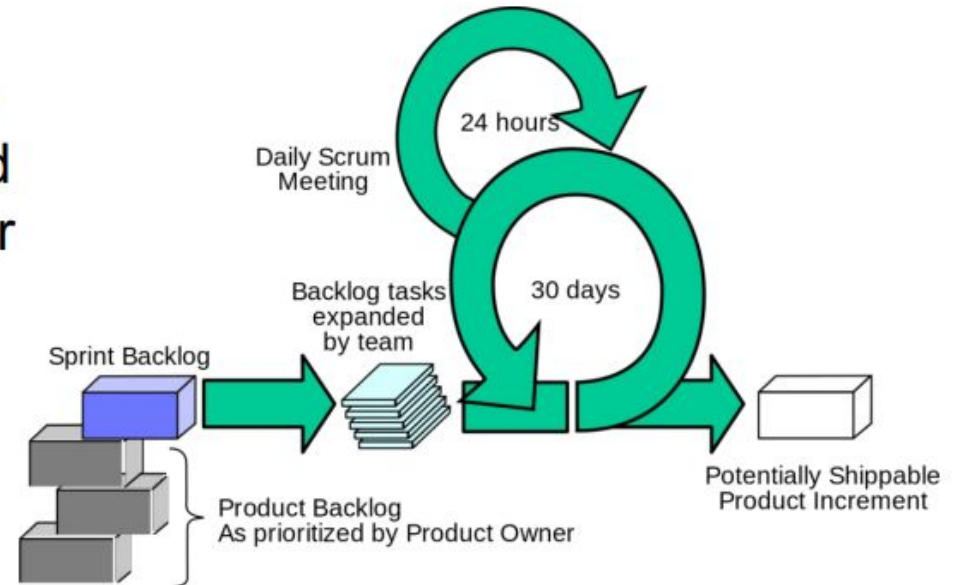 24 hours
Daily Scrum
Meeting
30 days
Backlog tasks
expanded
by team
Sprint Backlog
Product Backlog
As prioritized by Product Owner
Potentially Shippable
Product Increment